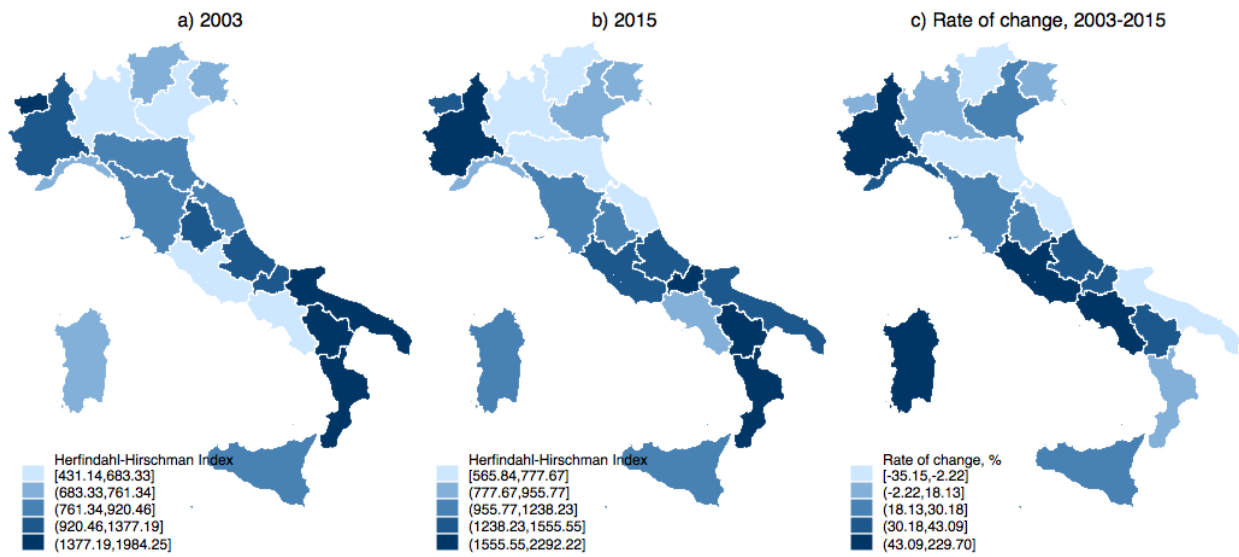 a) 2003
b) 2015
c) Rate of change, 2003-2015
Herfindahl-Hirschman Index
[431.14,683.33]
(683.33,761.34]
(761.34,920.46]
(920.46,1377.19]
(1377.19,1984.25]
Herfindahl-Hirschman Index
[565.84,777.67]
(777.67,955.77]
(955.77,1238.23]
(1238.23,1555.55]
(1555.55,2292.22]
Rate of change, %
[-35.15,-2.22]
(-2.22,18.13]
(18.13,30.18]
(30.18,43.09]
(43.09,229.70]